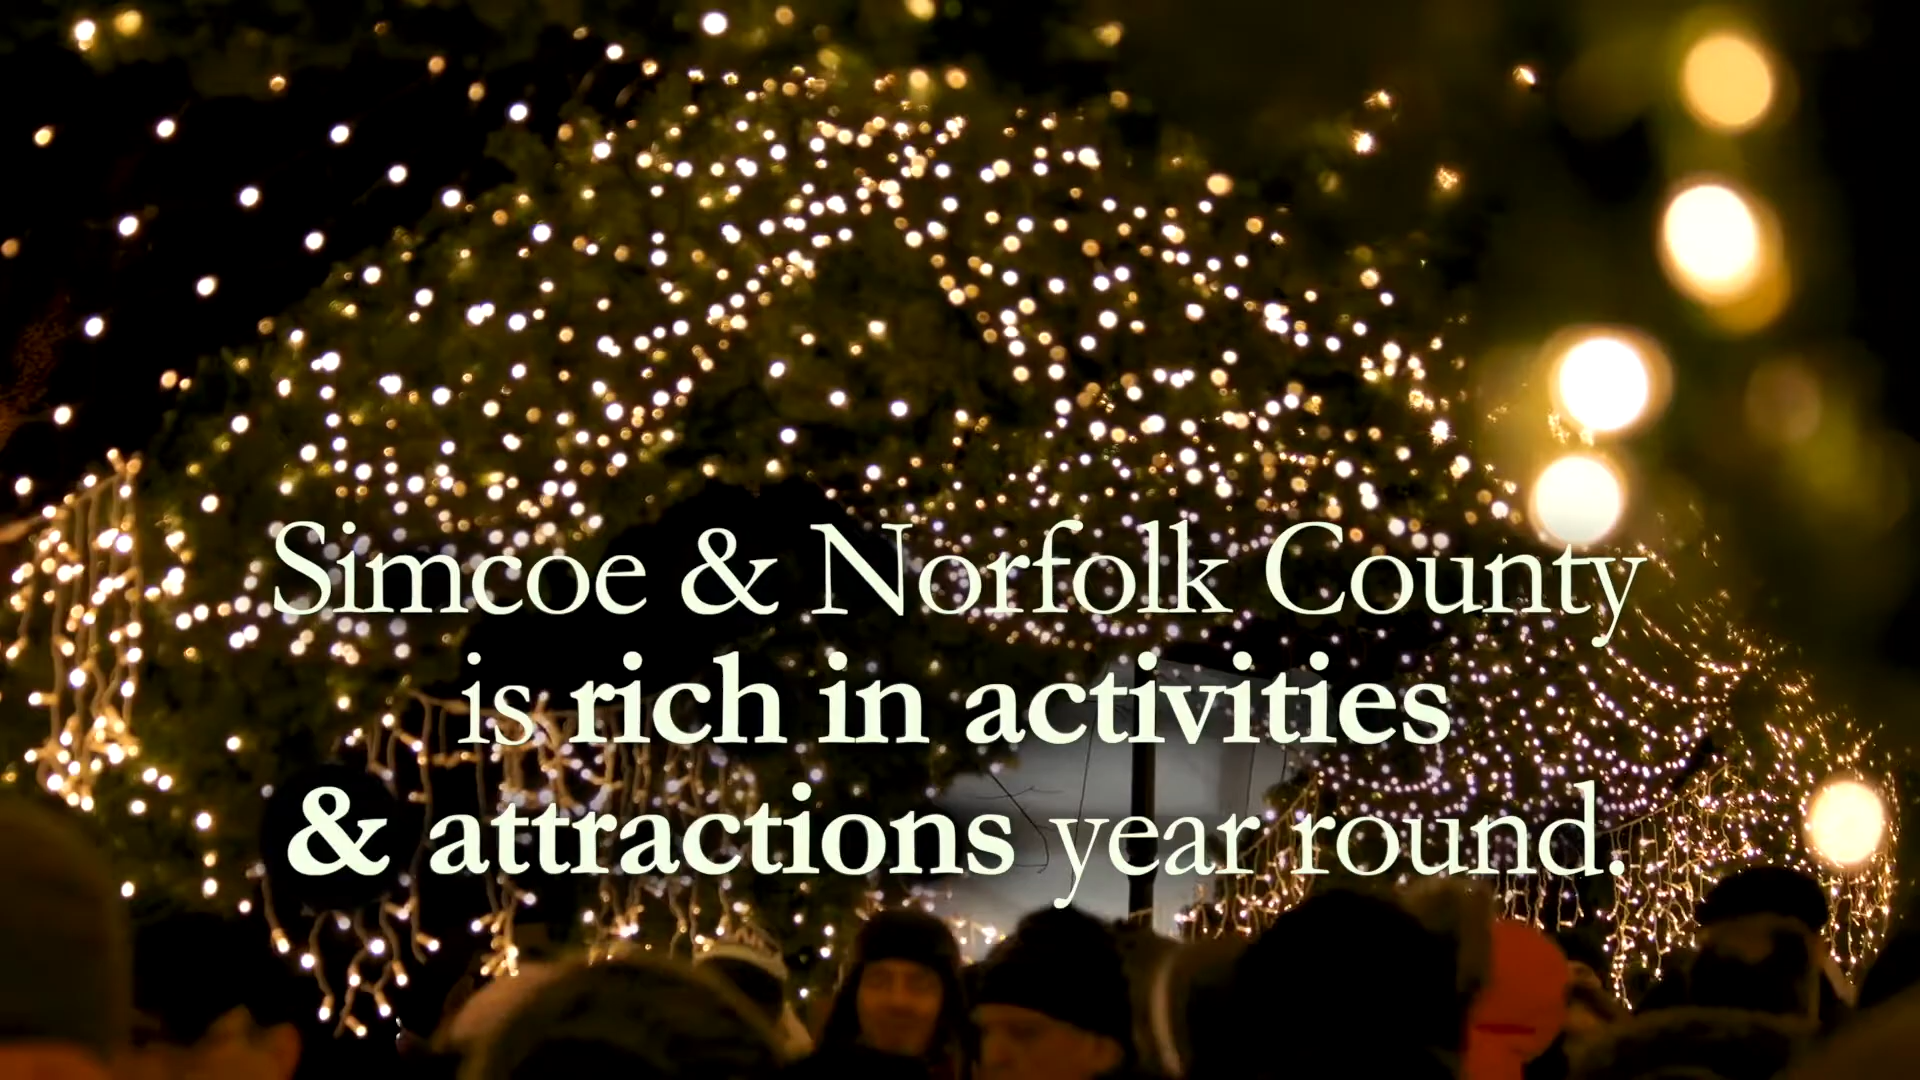 Simcoe & Norfolk County
is rich in activities
& attractions year round.